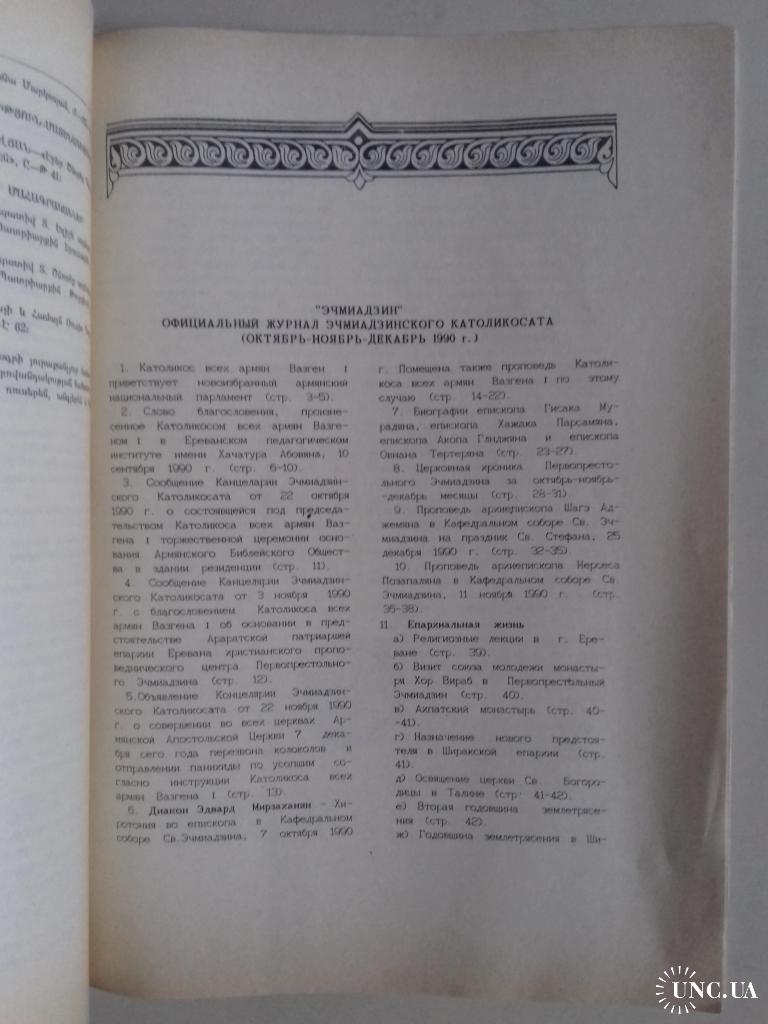 "ЭЧМИАДЗИН"
ОФИЦИАЛЬНЫЙ ЖУРНАЛ ЭЧМИАДЗИНСКОГО КАТОЛИКОСАТА
(ОКТЯБРЬ-НОЯБРЬ-ДЕКАБРЬ 1990 г.)
1. Католикос всех армян Вазген I
приветствует новоизбранный армянский
национальный парламент (стр. 3-5).
2. Слово благословения, произне-
сенное Католикосом всех армян Вазге-
ном I в Ереванском педагогическом
институте имени Хачатура Абовяна, 10
сентября 1990 г. (стр. 6-10).
3. Сообщение Канцеларии Эчмиадзин-
ского Католикосата от 22 октября
1990 г. о состоявшейся под председа-
тельством Католикоса всех армян Ваз-
гена I торжественной церемонии осно-
вания Армянского Библейского Общест-
ва в здании резиденции (стр. 11).
4. Сообщение Канцелярии Эчмиадзин-
ского Католикосата от 3 ноября 1990
г. с благословением Католикоса всех
армян Вазгена I об основании в пред-
стоятельстве Араратской патриаршей
епархии Еревана христианского пропо-
веднического центра Первопрестольно-
го Эчмиадзина (стр. 12).
5.Объявление Концелярии Эчмиадзин-
ского Католикосата от 22 ноября 1990
г. о совершении во всех церквах Ар-
мянской Апостольской Церкви 7 дека-
бря сего года перезвона колоколов и
отправлении панихиды по усопшим со-
гласно инструкции Католикоса всех
армян Вазгена I (стр. 13).
6. Диакон Эдвард Мирзаханян - Хи-
ротония во епископа в Кафедральном
соборе Св.Эчмиадзина, 7 октября 1990
г. Помещена также проповедь Католи-
коса всех армян Вазгена I по этому
случаю (стр. 14-22).
7. Биографии епископа Гисака Му-
радяна, епископа Хажака Парсамяна,
епископа Акопа Глнджяна и епископа
Овнана Тертеряна (стр. 23-27).
8. Церковная хроника Первопресто-
льного Эчмиадзина за октябрь-ноябрь-
-декабрь месяцы (стр. 28-31).
9. Проповедь архиепископа Шагэ Ад-
жемяна в Кафедральном соборе Св. Эч-
миадзина на праздник Св. Стефана, 25
декабря 1990 г. (стр. 32-35).
10. Проповедь архиепископа Нерсеса
Позапаляна в Кафедральном соборе Св.
Эчмиадзина, 11 ноября 1990 г. (стр.
36-38).
11. Епархиальная жизнь
а) Религиозные лекции в г. Ере-
ване (стр. 39).
б) Визит союза молодежи монасты-
ря Хор Вираб в Первопрестольный
Эчмиадзин (стр. 40).
в) Ахпатский монастырь (стр. 40-
-41).
г) Назначение нового предстоя-
теля в Ширакской епархии (стр.
41).
д) Освящение церкви Св. Богоро-
дицы в Талине (стр. 41-42).
е) Вторая годовщина землетрясе-
ния (стр. 42).
ж) Годовщина землетрясения в Ши-
UNC.UA